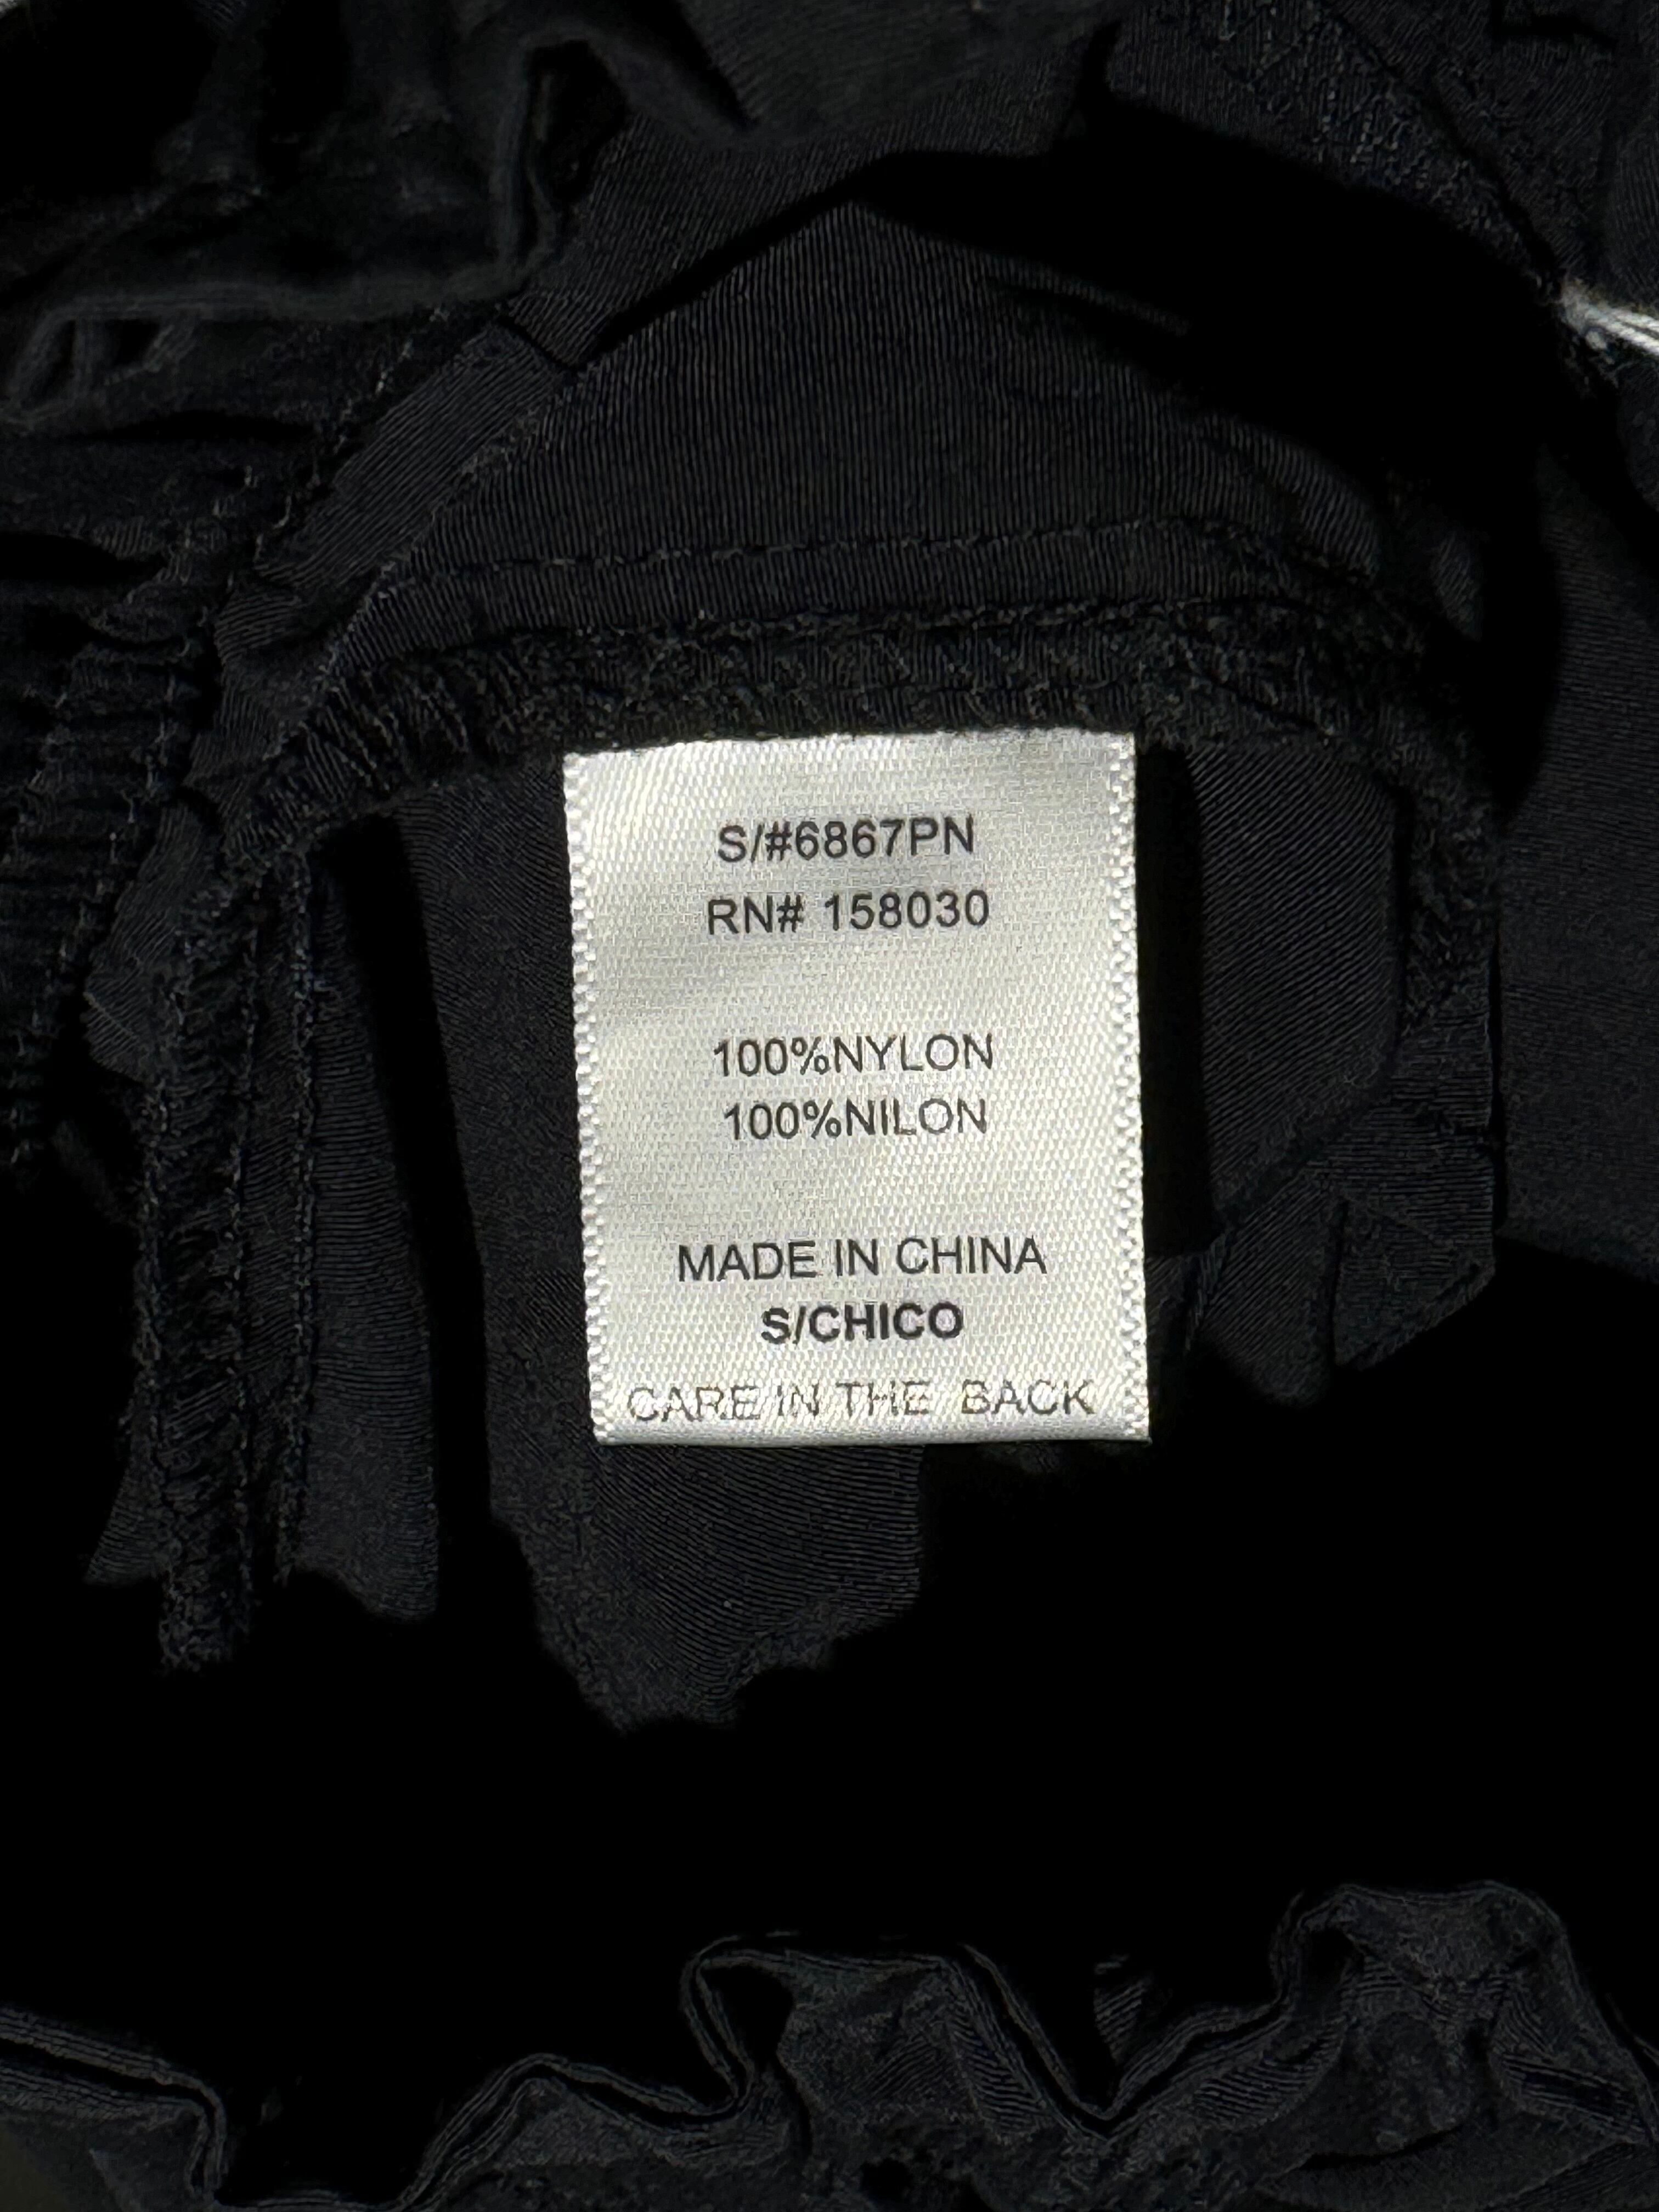 S/#6867PN
RN# 158030
100%NYLON
100%NILON
MADE IN CHINA
S/CHICO
CARE IN THE BACK